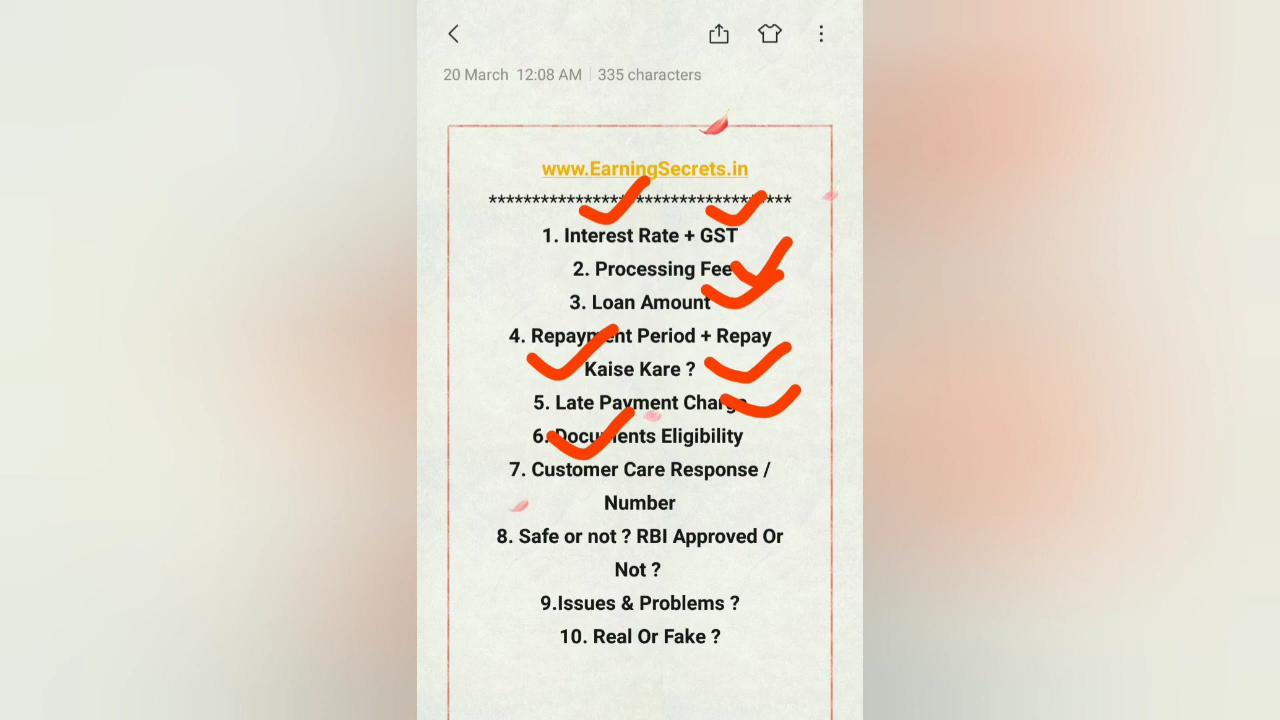 20 March 12:08 AM | 335 characters
www.EarningSecrets.in
***********************************
1. Interest Rate + GST
2. Processing Fee
3. Loan Amount
4. Repayment Period + Repay
Kaise Kare ?
5. Late Payment Charge
6. Documents Eligibility
7. Customer Care Response /
Number
8. Safe or not ? RBI Approved Or
Not ?
9.Issues & Problems ?
10. Real Or Fake ?